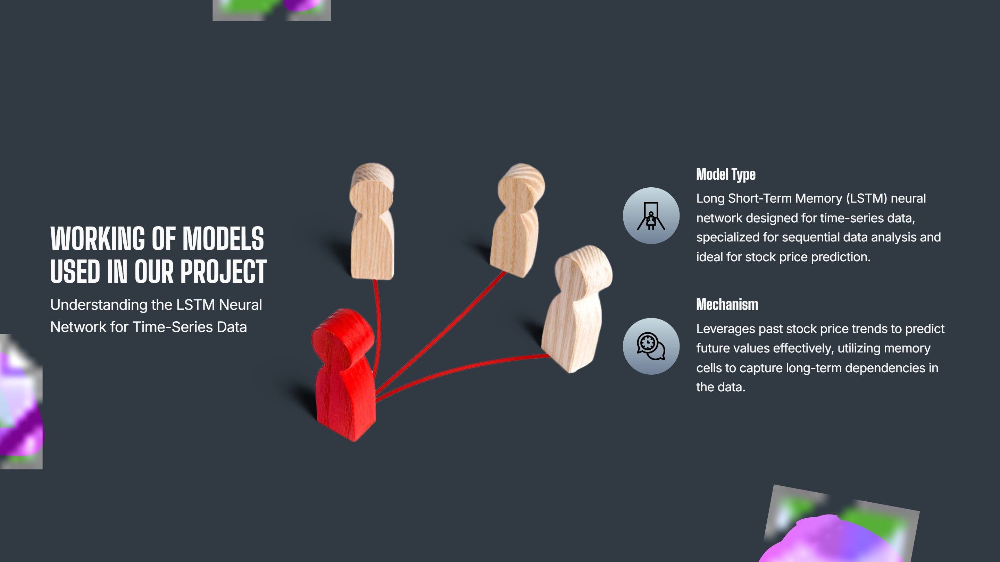 WORKING OF MODELS
USED IN OUR PROJECT
Understanding the LSTM Neural
Network for Time-Series Data
Model Type
Long Short-Term Memory (LSTM) neural
network designed for time-series data,
specialized for sequential data analysis and
ideal for stock price prediction.
Mechanism
Leverages past stock price trends to predict
future values effectively, utilizing memory
cells to capture long-term dependencies in
the data.